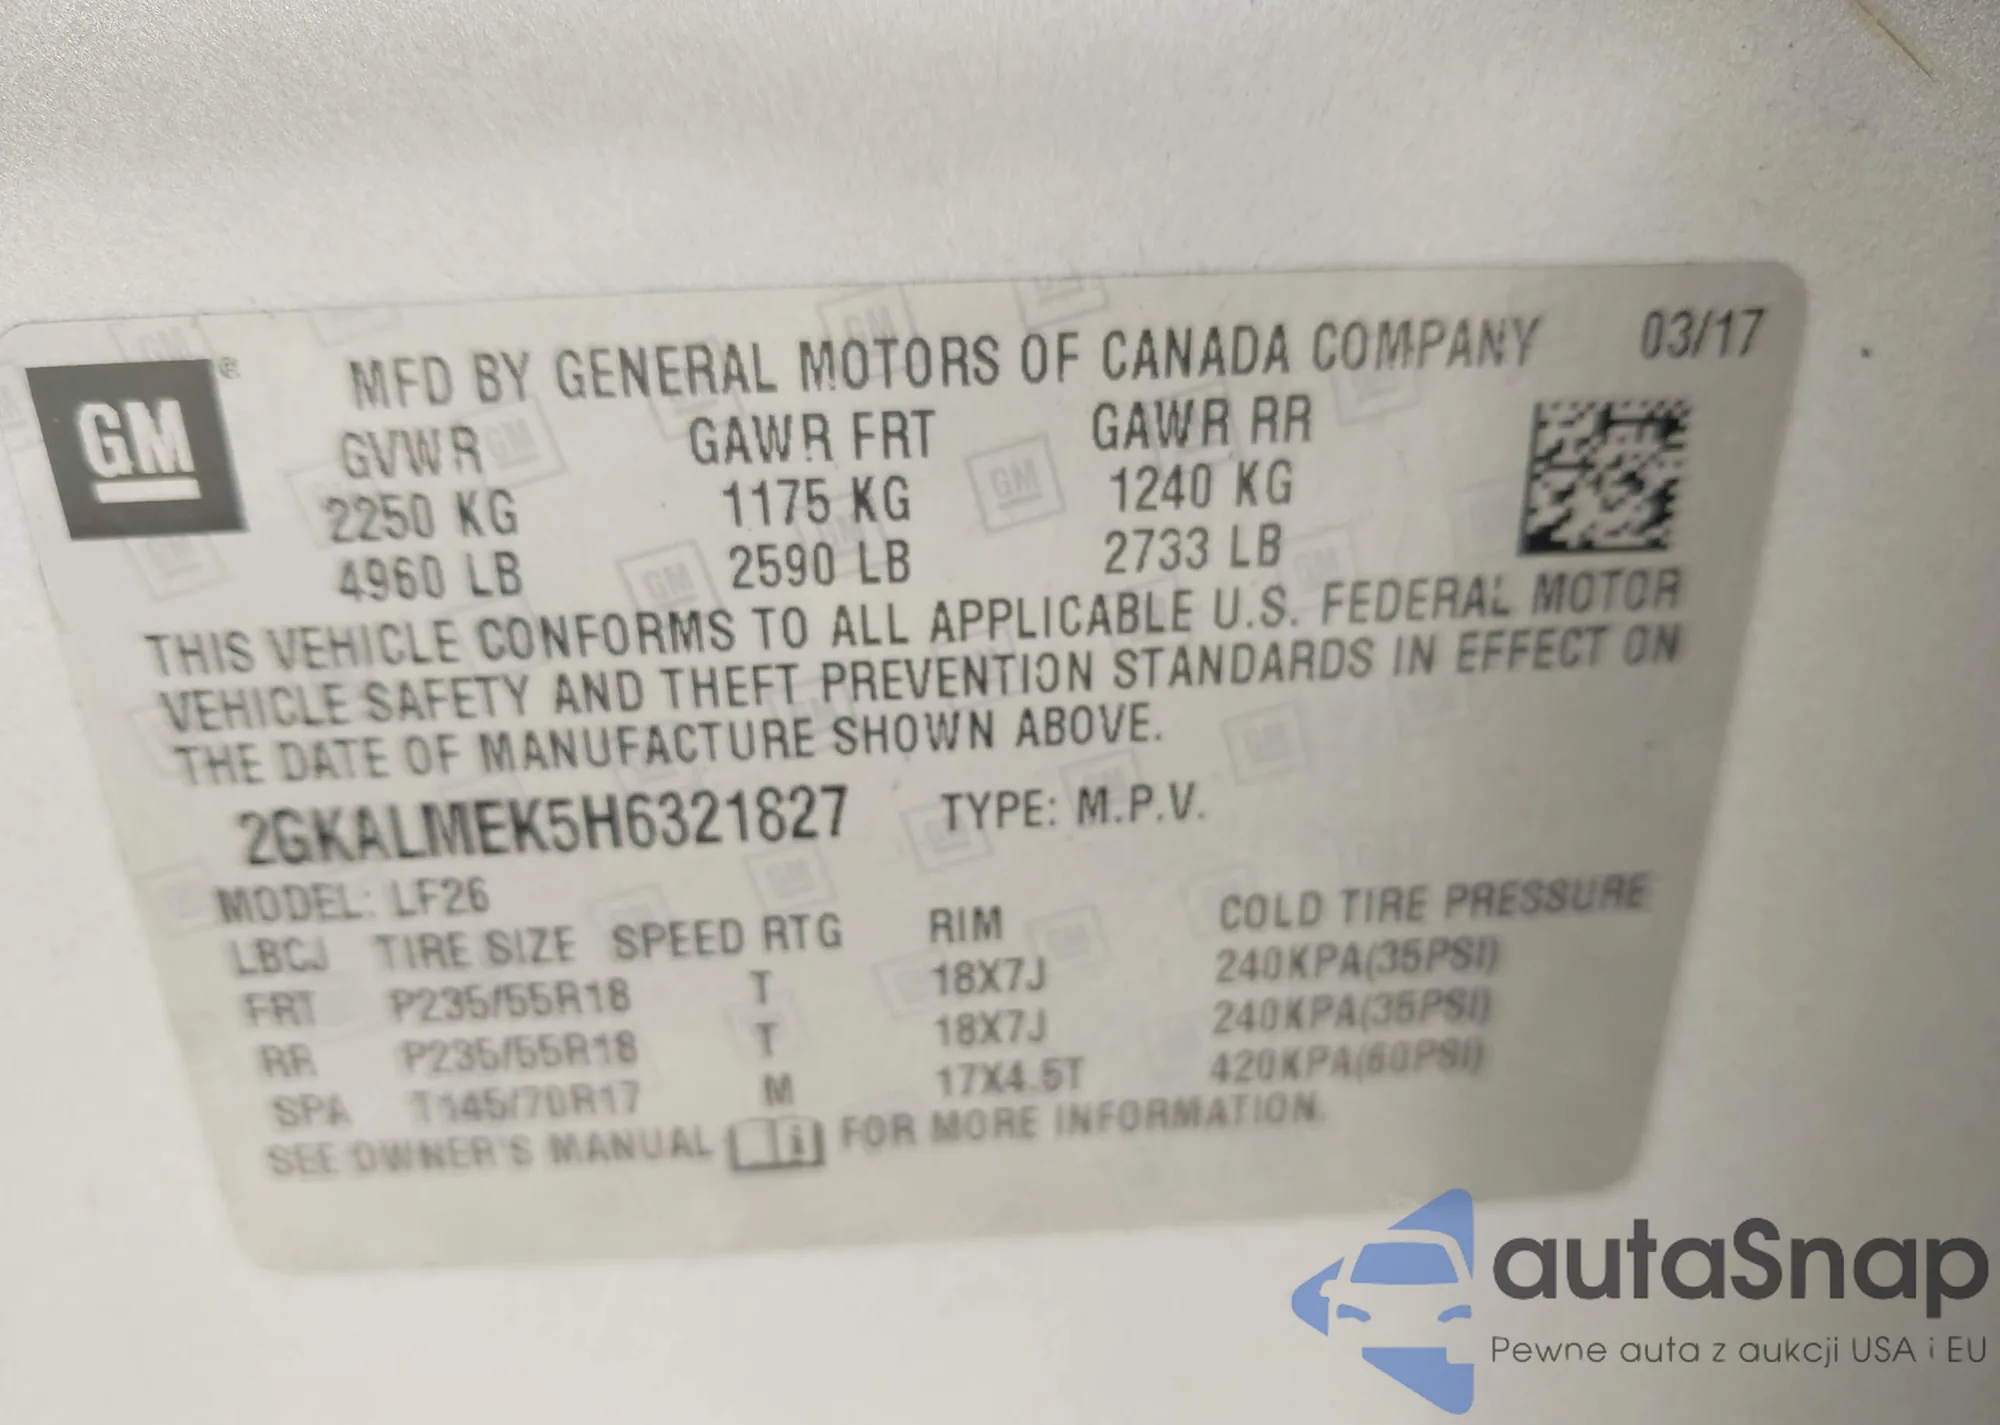 GM ®
MFD BY GENERAL MOTORS OF CANADA COMPANY 03/17
GVWR GAWR FRT GAWR RR
2250 KG 1175 KG 1240 KG
4960 LB 2590 LB 2733 LB
THIS VEHICLE CONFORMS TO ALL APPLICABLE U.S. FEDERAL MOTOR
VEHICLE SAFETY AND THEFT PREVENTION STANDARDS IN EFFECT ON
THE DATE OF MANUFACTURE SHOWN ABOVE.
2GKALMEK5H6321827 TYPE: M.P.V.
MODEL: LF26
LBCJ TIRE SIZE SPEED RTG RIM COLD TIRE PRESSURE
FRT P235/55R18 T 18X7J 240KPA(35PSI)
RR P235/55R18 T 18X7J 240KPA(35PSI)
SPA T145/70R17 M 17X4.5T 420KPA(60PSI)
SEE OWNER'S MANUAL i FOR MORE INFORMATION.
autaSnap
Pewne auta z aukcji USA i EU